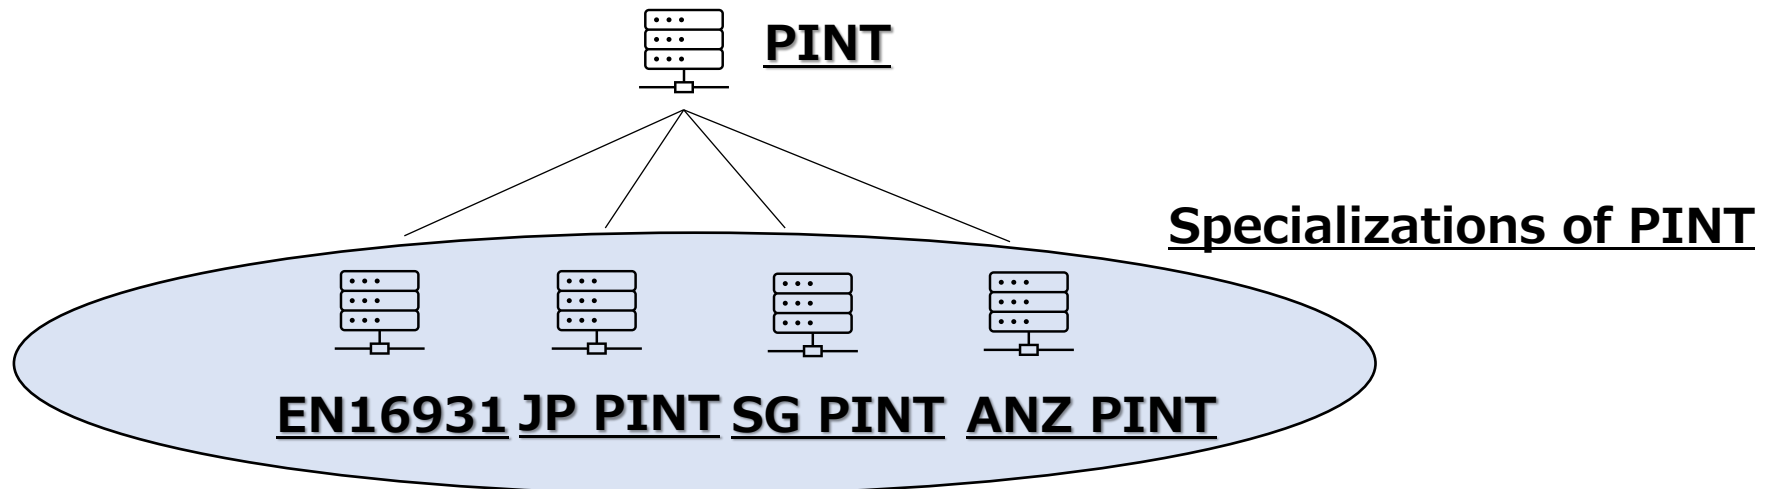 PINT
Specializations of PINT
EN16931 JP PINT SG PINT ANZ PINT